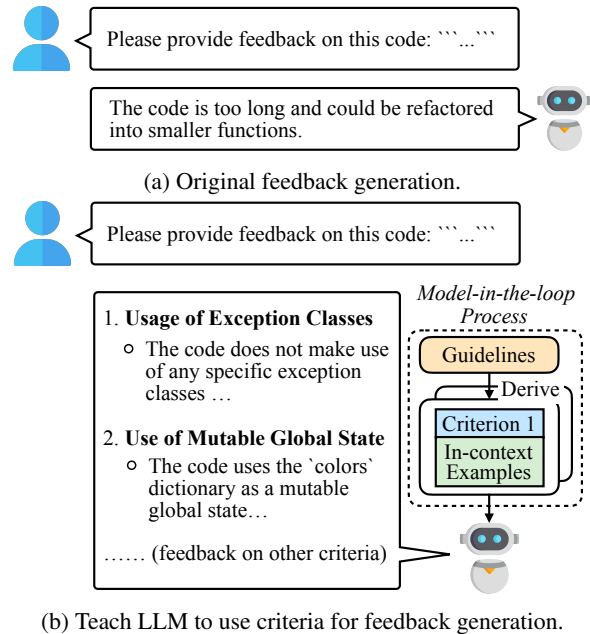 Please provide feedback on this code: ```...```
The code is too long and could be refactored
into smaller functions.
(a) Original feedback generation.
Please provide feedback on this code: ```...```
1. Usage of Exception Classes
The code does not make use
of any specific exception
classes …
2. Use of Mutable Global State
The code uses the `colors`
dictionary as a mutable
global state…
…… (feedback on other criteria)
Model-in-the-loop
Process
Guidelines
Derive
Criterion 1
In-context
Examples
(b) Teach LLM to use criteria for feedback generation.